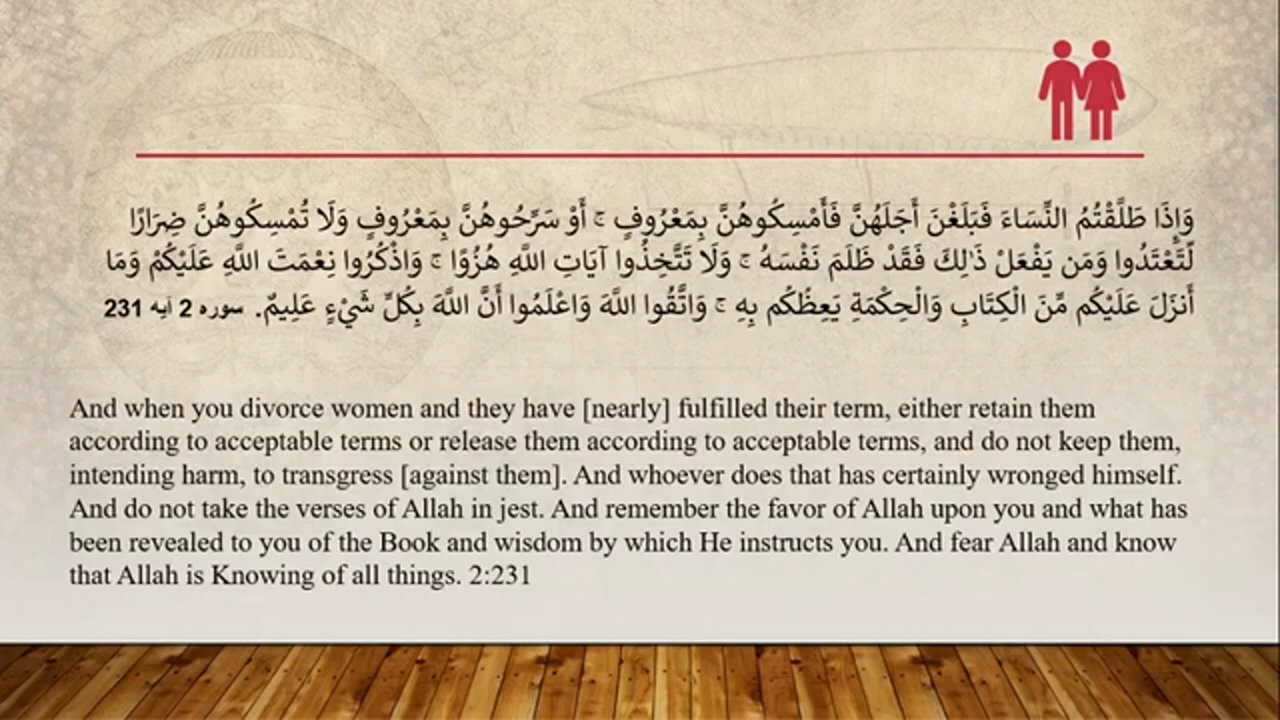 وَإِذَا طَلَّقْتُمُ النِّسَاءَ فَبَلَغْنَ أَجَلَهُنَّ فَأَمْسِكُوهُنَّ بِمَعْرُوفٍ ۚ أَوْ سَرِّحُوهُنَّ بِمَعْرُوفٍ وَلَا تُمْسِكُوهُنَّ ضِرَارًا
لِّتَعْتَدُوا وَمَن يَفْعَلْ ذَٰلِكَ فَقَدْ ظَلَمَ نَفْسَهُ ۚ وَلَا تَتَّخِذُوا آيَاتِ اللَّهِ هُزُوًا ۚ وَاذْكُرُوا نِعْمَتَ اللَّهِ عَلَيْكُمْ وَمَا
أَنزَلَ عَلَيْكُم مِّنَ الْكِتَابِ وَالْحِكْمَةِ يَعِظُكُم بِهِ ۚ وَاتَّقُوا اللَّهَ وَاعْلَمُوا أَنَّ اللَّهَ بِكُلِّ شَيْءٍ عَلِيمٌ. سوره 2 آیه 231
And when you divorce women and they have [nearly] fulfilled their term, either retain them
according to acceptable terms or release them according to acceptable terms, and do not keep them,
intending harm, to transgress [against them]. And whoever does that has certainly wronged himself.
And do not take the verses of Allah in jest. And remember the favor of Allah upon you and what has
been revealed to you of the Book and wisdom by which He instructs you. And fear Allah and know
that Allah is Knowing of all things. 2:231